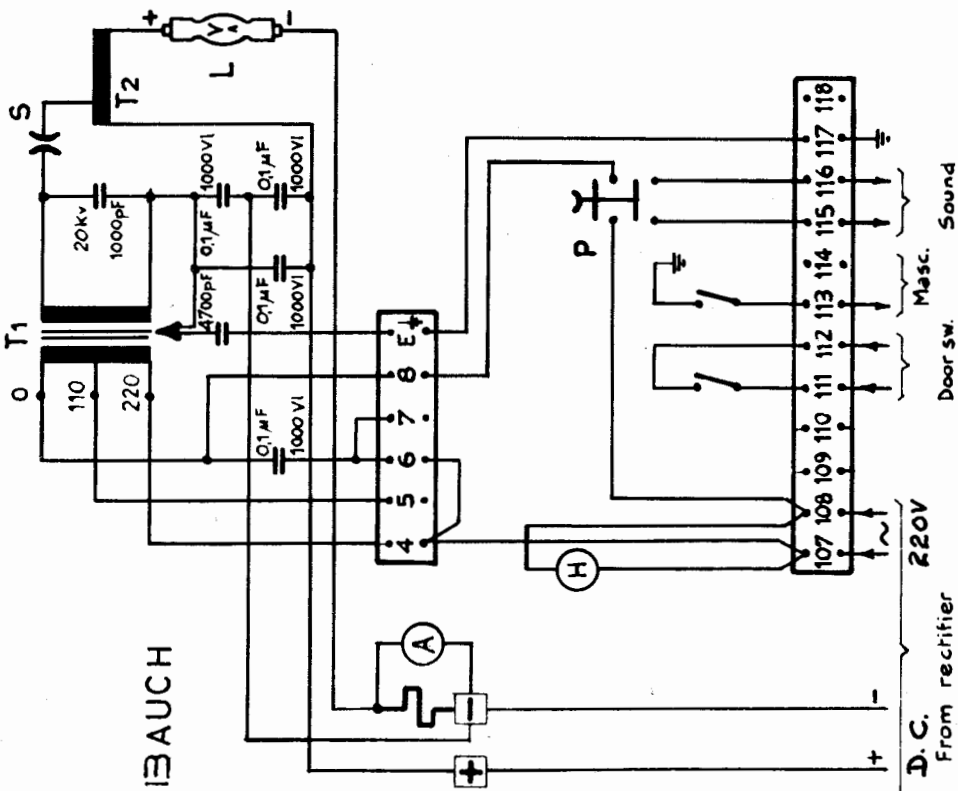 S
T1
T2
+
−
L
0
110
220
20Kv
1000pF
0,1µF
1000Vl
0,1µF
1000Vl
4700pF
0,1µF
1000Vl
0,1µF
1000Vl
4 5 6 7 8 E
P
H
A
BAUCH
−
+
107 108 109 110 111 112 113 114 115 116 117 118
+
−
~
D.C.
From rectifier
220V
Door sw.
Masc.
Sound